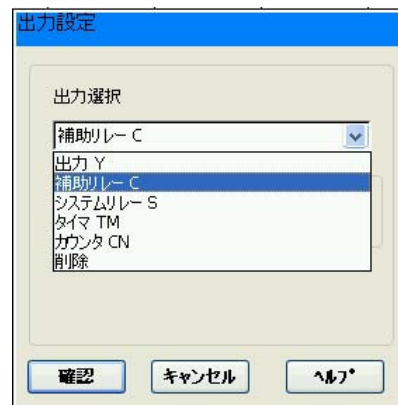 出力設定
出力選択
補助リレー C
出力 Y
補助リレー C
システムリレー S
タイマ TM
カウンタ CN
削除
確認
キャンセル
ヘルプ